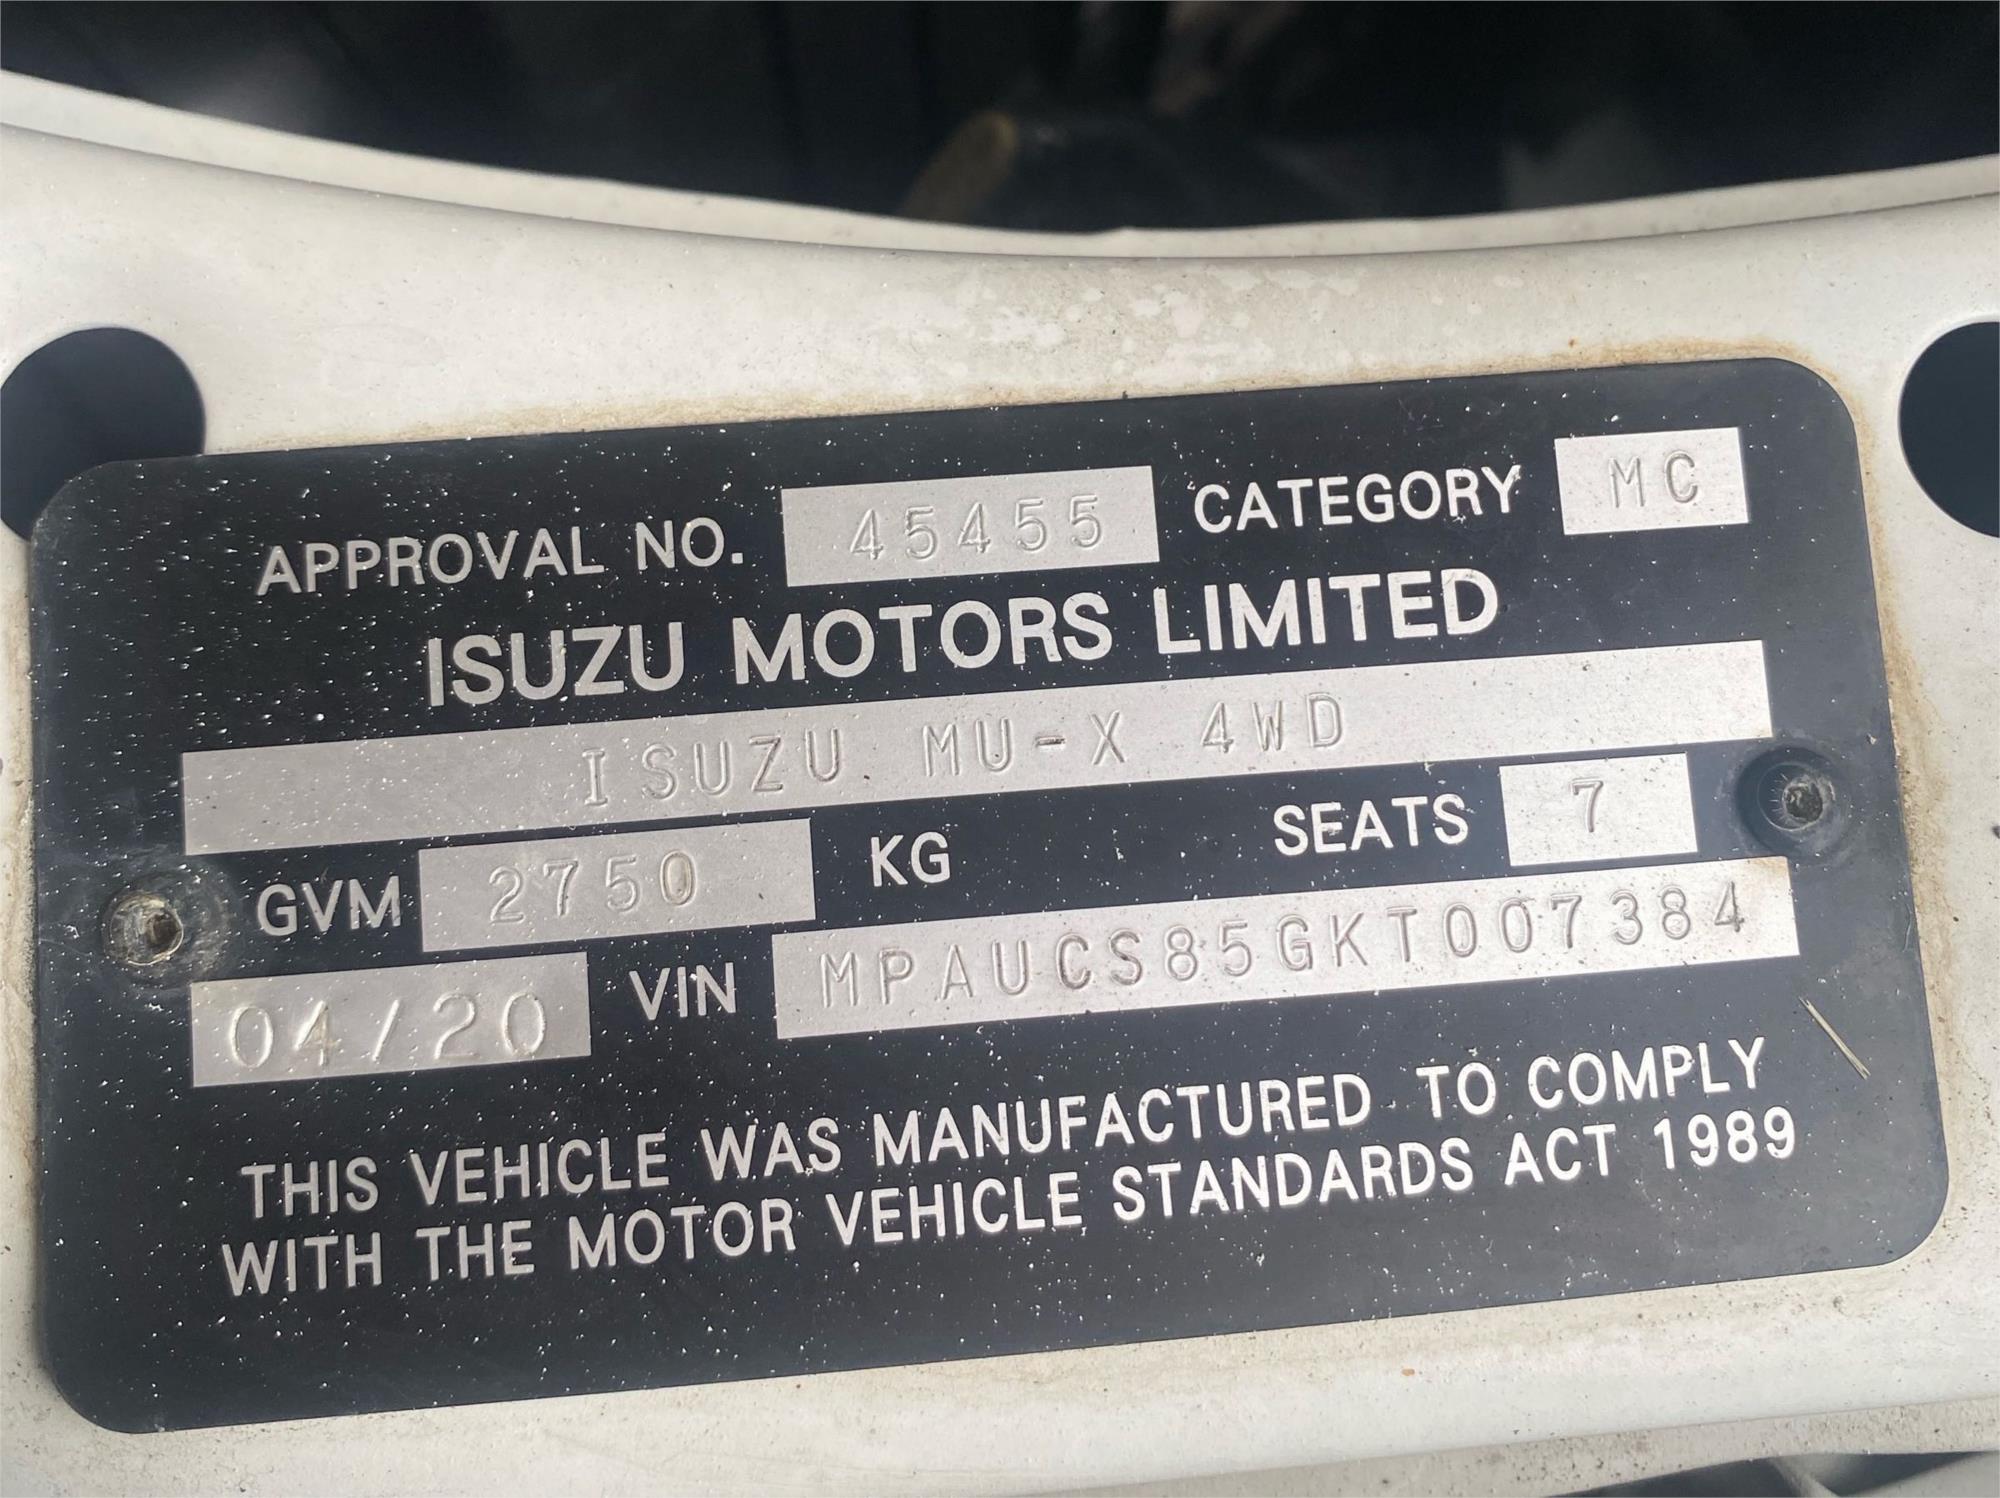 APPROVAL NO. 45455 CATEGORY MC
ISUZU MOTORS LIMITED
ISUZU MU-X 4WD
GVM 2750 KG SEATS 7
04/20 VIN MPAUCS85GKT007384
THIS VEHICLE WAS MANUFACTURED TO COMPLY
WITH THE MOTOR VEHICLE STANDARDS ACT 1989